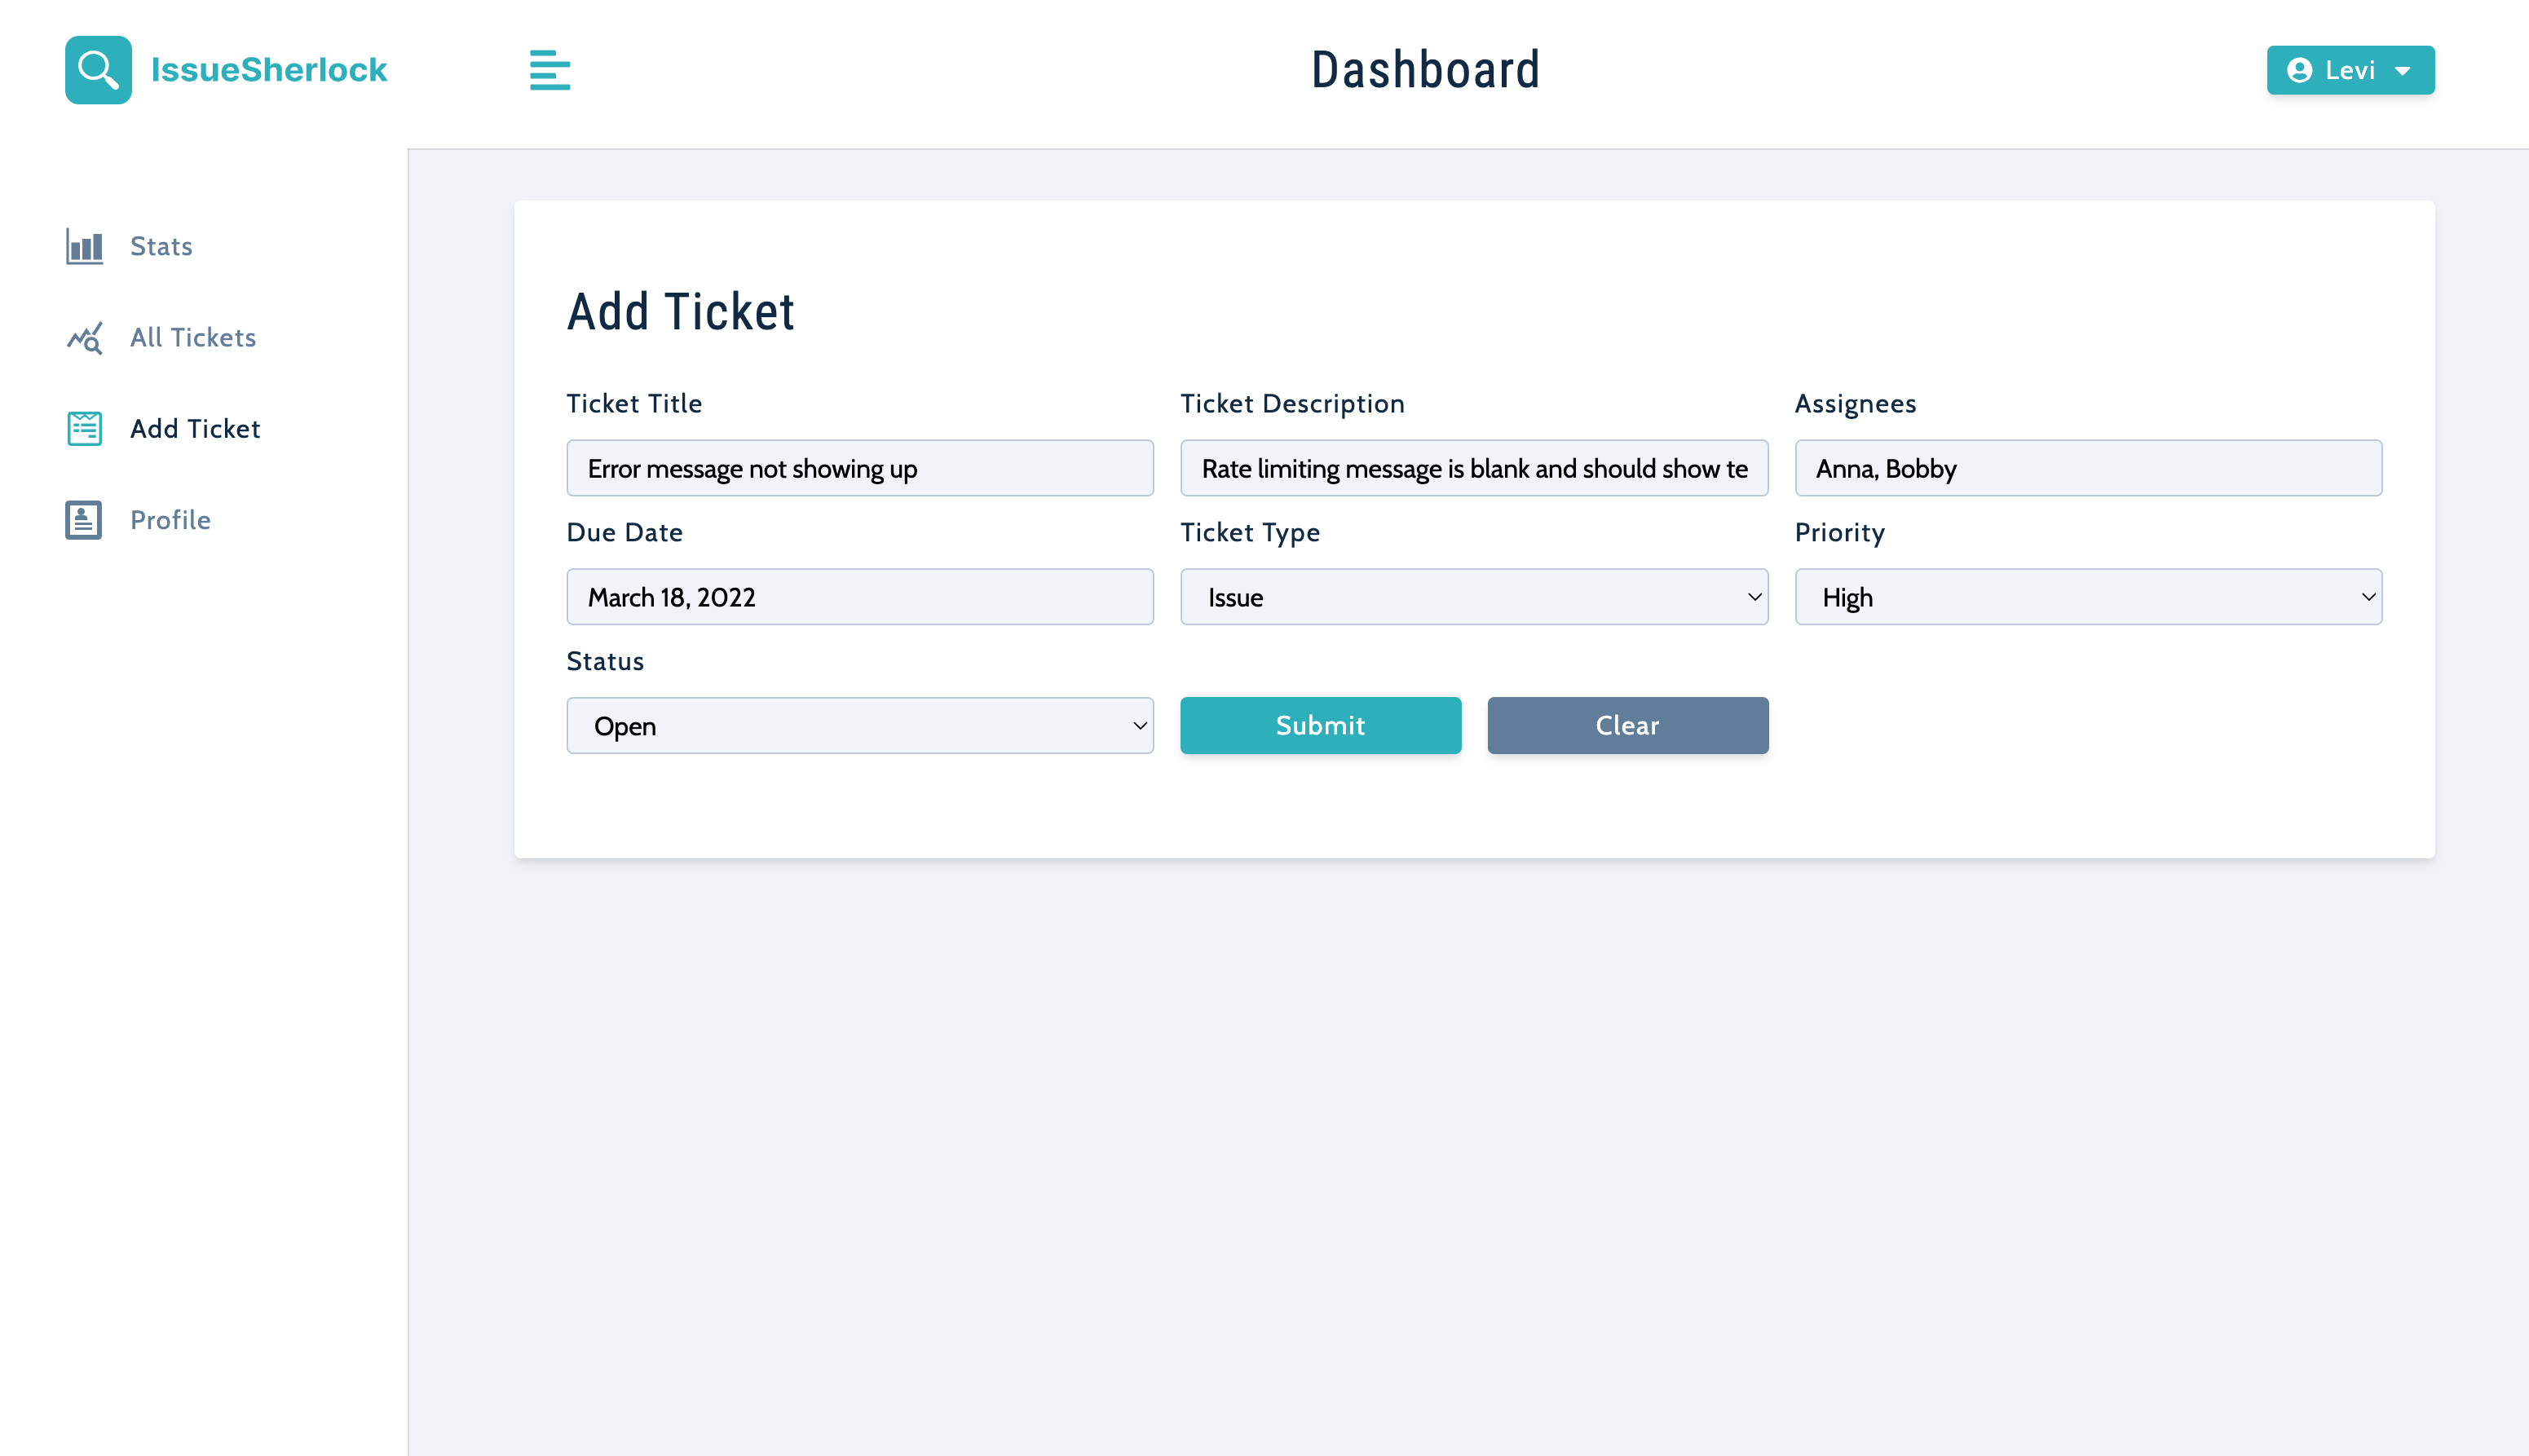 IssueSherlock
Dashboard
Levi
Stats
All Tickets
Add Ticket
Profile
Add Ticket
Ticket Title
Ticket Description
Assignees
Error message not showing up
Rate limiting message is blank and should show te
Anna, Bobby
Due Date
Ticket Type
Priority
March 18, 2022
Issue
High
Status
Open
Submit
Clear